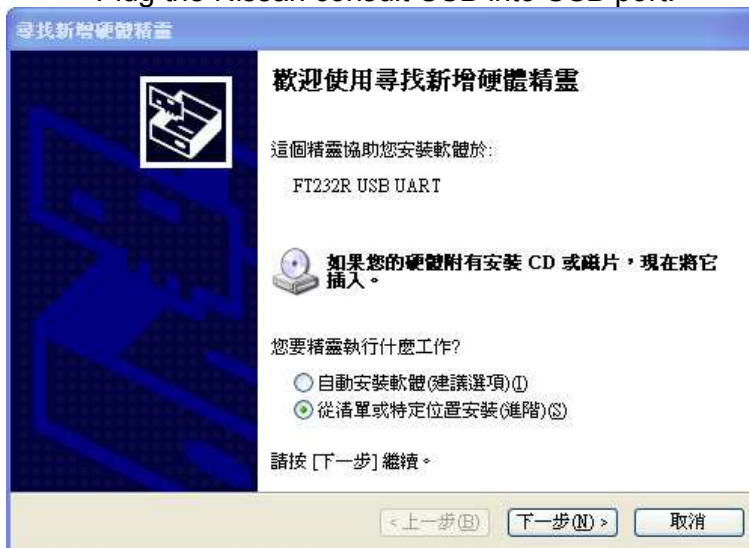 Plug the Nissan consult USB into USB port.
尋找新增硬體精靈
歡迎使用尋找新增硬體精靈
這個精靈協助您安裝軟體於:
FT232R USB UART
如果您的硬體附有安裝 CD 或磁片，現在將它
插入。
您要精靈執行什麼工作?
自動安裝軟體(建議選項)(I)
從清單或特定位置安裝(進階)(S)
請按 [下一步] 繼續。
<上一步(B)
下一步(N)>
取消